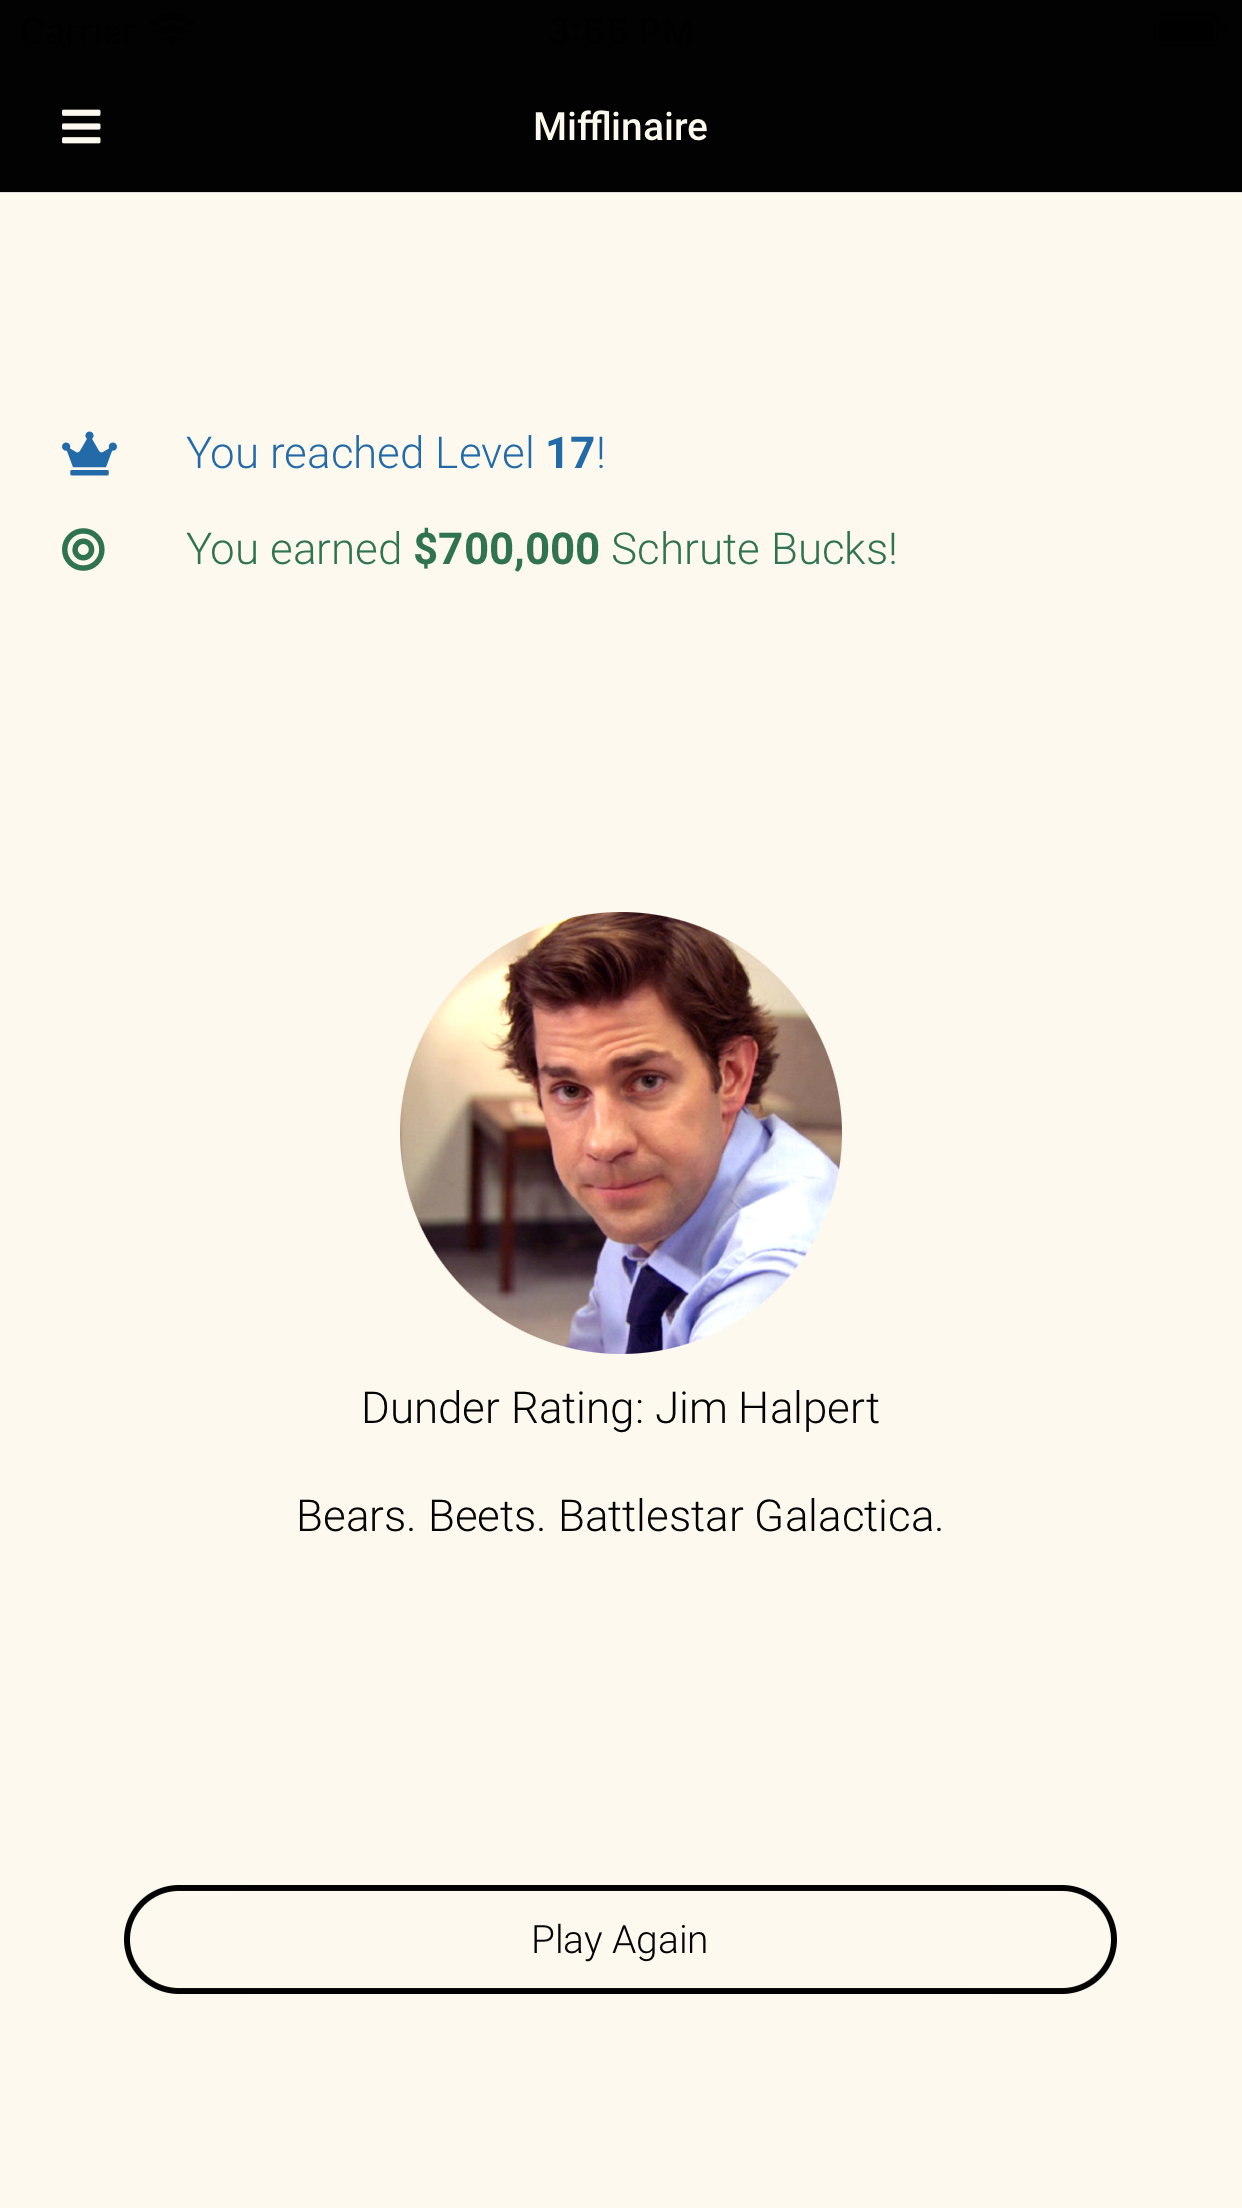 Carrier
3:55 PM
Mifflinaire
You reached Level 17!
You earned $700,000 Schrute Bucks!
Dunder Rating: Jim Halpert
Bears. Beets. Battlestar Galactica.
Play Again